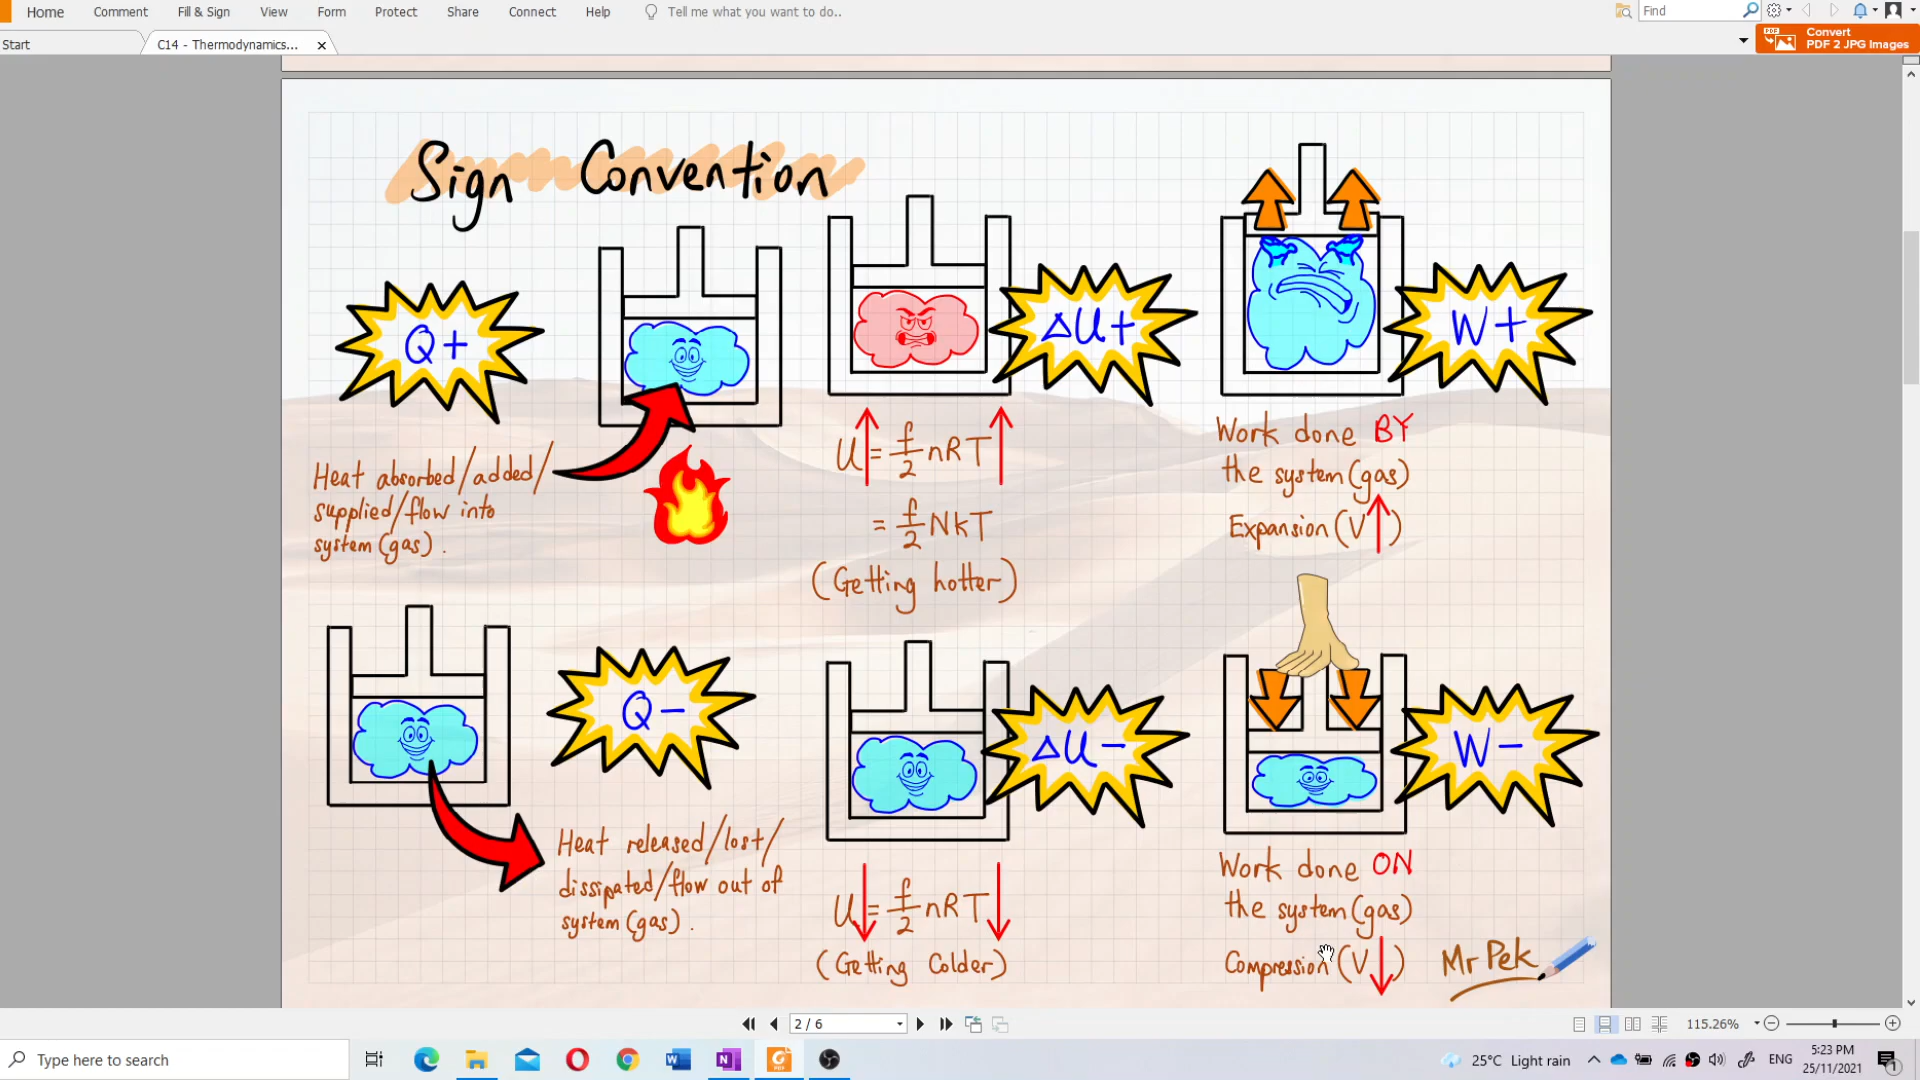 Home Comment Fill & Sign View Form Protect Share Connect Help Tell me what you want to do.. Find
Start C14 - Thermodynamics... Convert
PDF 2 JPG Images
Sign Convention
Q+
ΔU+
W+
Heat absorbed/added/
supplied/flow into
system(gas).
U = f/2 nRT
= f/2 NkT
(Getting hotter)
Work done BY
the system(gas)
Expansion (V↑)
Q-
ΔU-
W-
Heat released/lost/
dissipated/flow out of
system(gas).
U = f/2 nRT
(Getting Colder)
Work done ON
the system(gas)
Compression (V↓)
Mr Pek
2 / 6 115.26%
Type here to search 25°C Light rain ENG 5:23 PM
25/11/2021 1